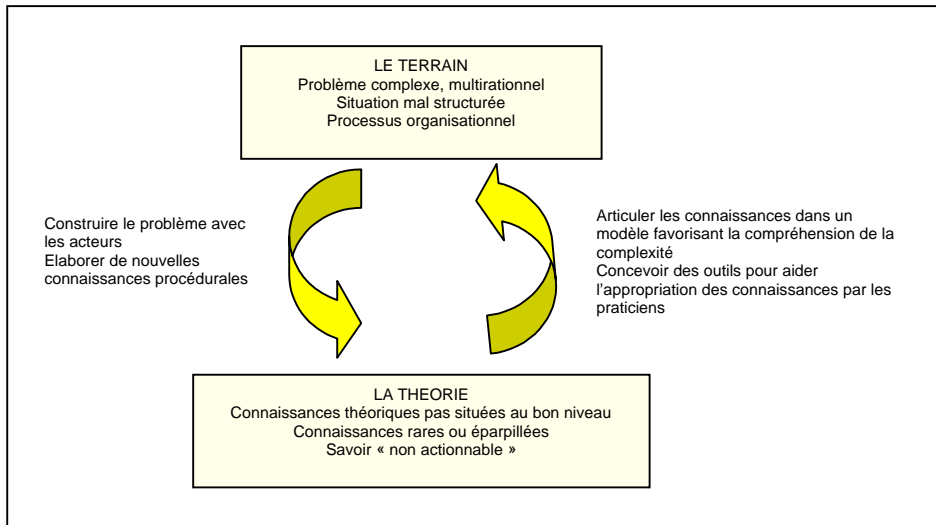 LE TERRAIN
Problème complexe, multirationnel
Situation mal structurée
Processus organisationnel
Construire le problème avec
les acteurs
Elaborer de nouvelles
connaissances procédurales
Articuler les connaissances dans un
modèle favorisant la compréhension de la
complexité
Concevoir des outils pour aider
l’appropriation des connaissances par les
praticiens
LA THEORIE
Connaissances théoriques pas situées au bon niveau
Connaissances rares ou éparpillées
Savoir « non actionnable »